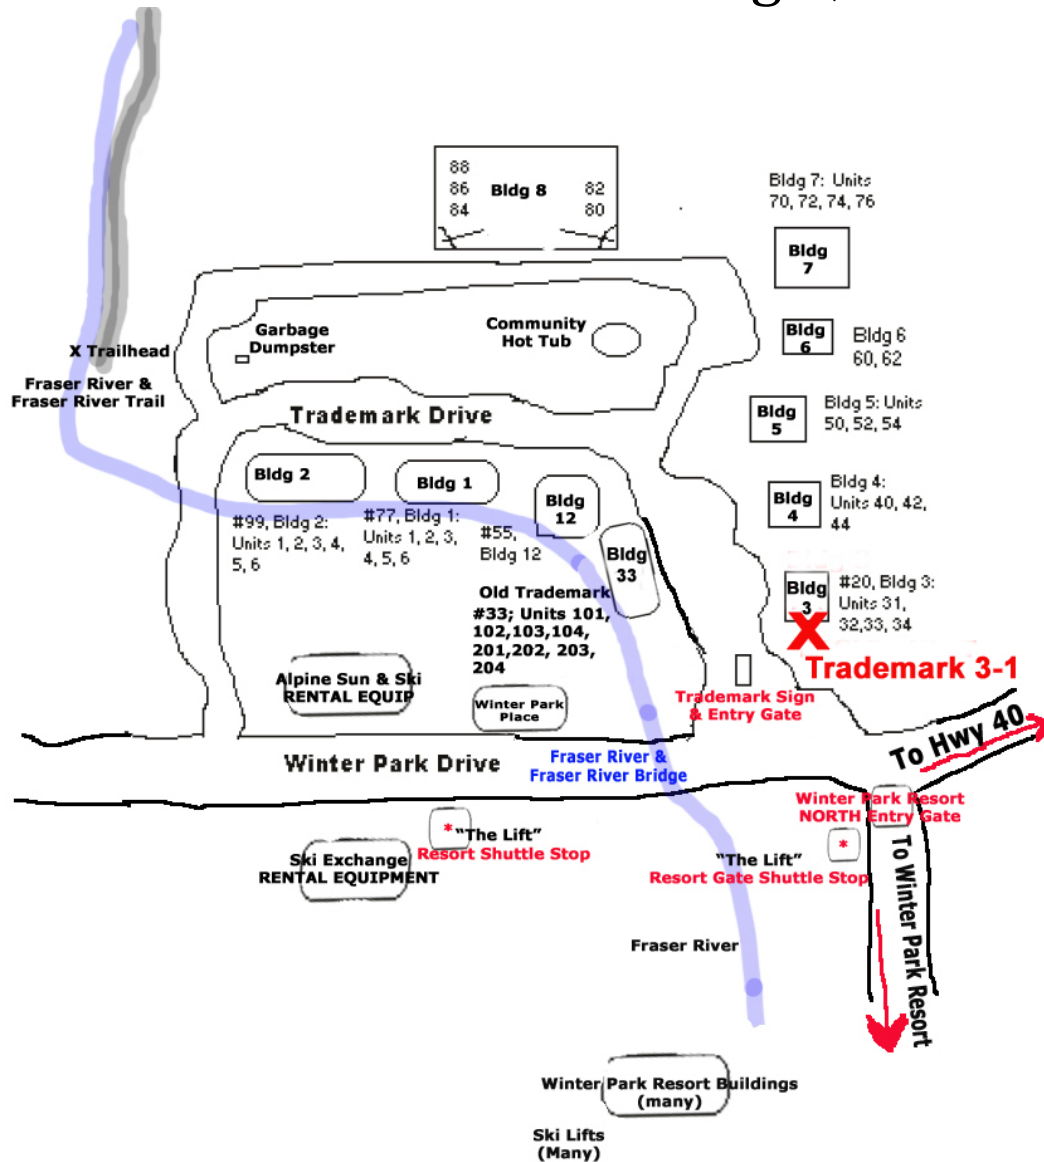 88
86
84
Bldg 8
82
80
Bldg 7: Units
70, 72, 74, 76
Bldg
7
Garbage
Dumpster
Community
Hot Tub
Bldg
6
Bldg 6
60, 62
X Trailhead
Fraser River &
Fraser River Trail
Trademark Drive
Bldg
5
Bldg 5: Units
50, 52, 54
Bldg 2
Bldg 1
Bldg
12
Bldg
4
Bldg 4:
Units 40, 42,
44
#99, Bldg 2:
Units 1, 2, 3, 4,
5, 6
#77, Bldg 1:
Units 1, 2, 3,
4, 5, 6
#55,
Bldg 12
Bldg
33
Bldg
3
#20, Bldg 3:
Units 31,
32,33, 34
X
Trademark 3-1
Old Trademark
#33; Units 101,
102,103,104,
201,202, 203,
204
Alpine Sun & Ski
RENTAL EQUIP
Winter Park
Place
Trademark Sign
& Entry Gate
Winter Park Drive
Fraser River &
Fraser River Bridge
To Hwy 40
Winter Park Resort
NORTH Entry Gate
* "The Lift"
Resort Shuttle Stop
Ski Exchange
RENTAL EQUIPMENT
*
"The Lift"
Resort Gate Shuttle Stop
To Winter Park Resort
Fraser River
Winter Park Resort Buildings
(many)
Ski Lifts
(Many)